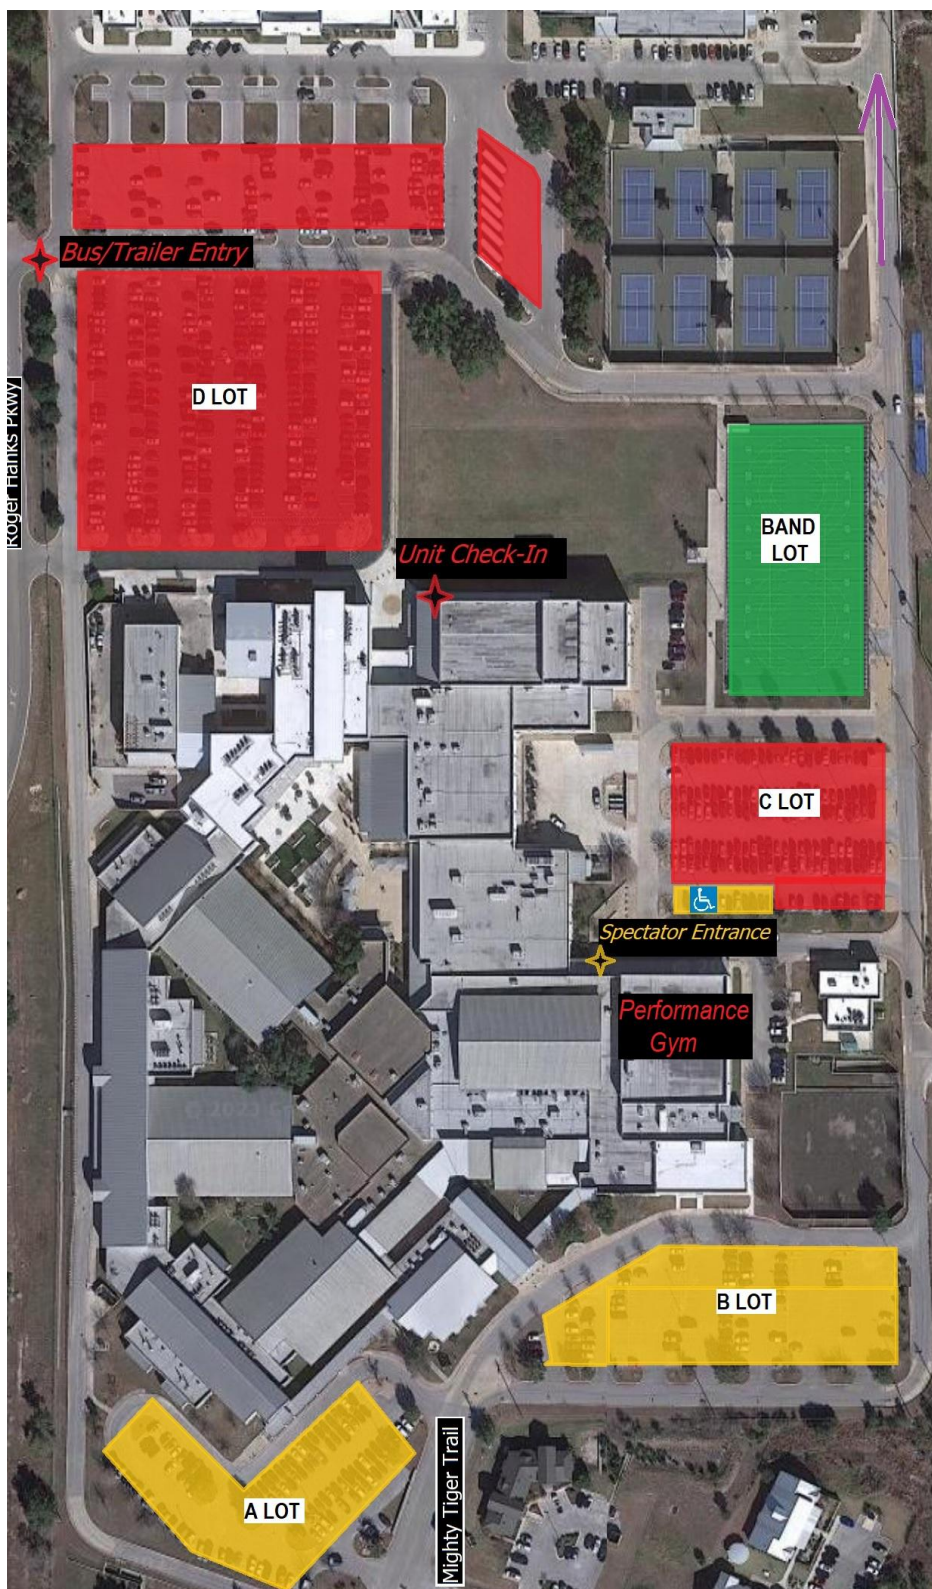 Bus/Trailer Entry
Roger Hanks Pkwy
D LOT
BAND
LOT
Unit Check-In
C LOT
Spectator Entrance
Performance
Gym
B LOT
A LOT
Mighty Tiger Trail